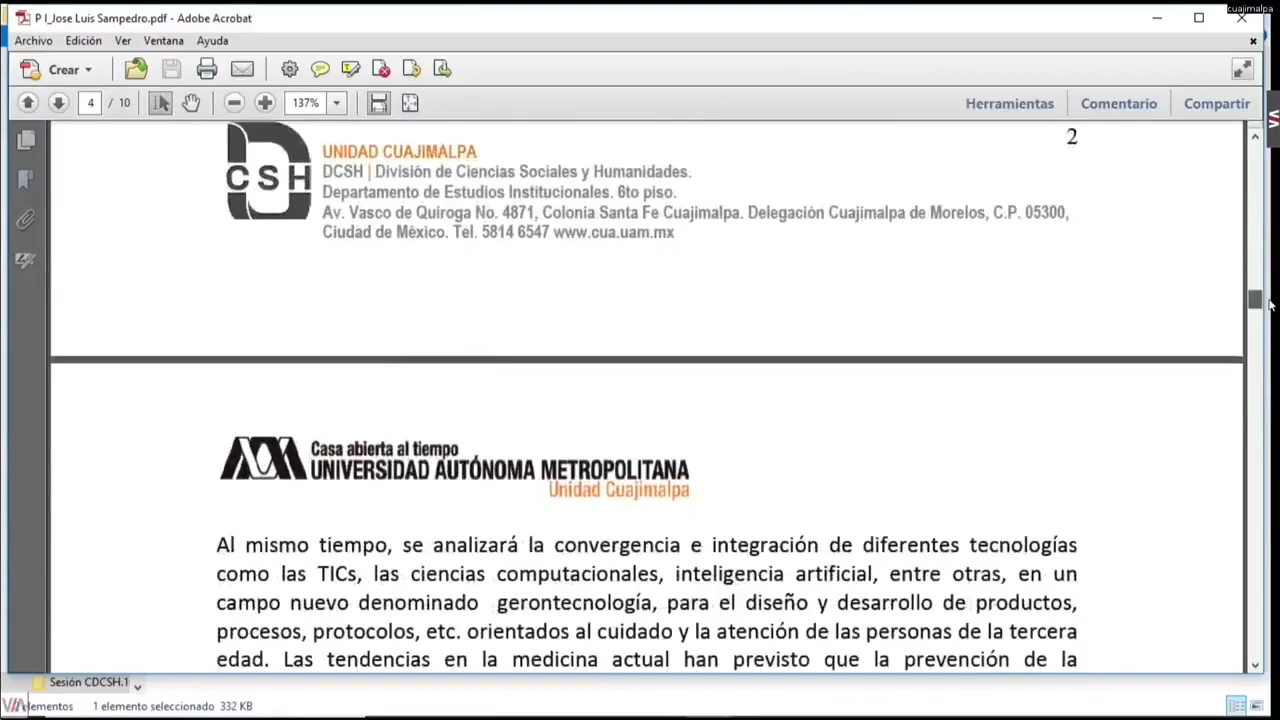 cuajimalpa
P I_Jose Luis Sampedro.pdf - Adobe Acrobat
Archivo Edición Ver Ventana Ayuda
Crear
4 / 10 137% Herramientas Comentario Compartir
2
CSH
UNIDAD CUAJIMALPA
DCSH | División de Ciencias Sociales y Humanidades.
Departamento de Estudios Institucionales. 6to piso.
Av. Vasco de Quiroga No. 4871, Colonia Santa Fe Cuajimalpa. Delegación Cuajimalpa de Morelos, C.P. 05300,
Ciudad de México. Tel. 5814 6547 www.cua.uam.mx
Casa abierta al tiempo
UNIVERSIDAD AUTÓNOMA METROPOLITANA
Unidad Cuajimalpa
Al mismo tiempo, se analizará la convergencia e integración de diferentes tecnologías
como las TICs, las ciencias computacionales, inteligencia artificial, entre otras, en un
campo nuevo denominado gerontecnología, para el diseño y desarrollo de productos,
procesos, protocolos, etc. orientados al cuidado y la atención de las personas de la tercera
edad. Las tendencias en la medicina actual han previsto que la prevención de la
Sesión CDCSH.1
elementos 1 elemento seleccionado 332 KB